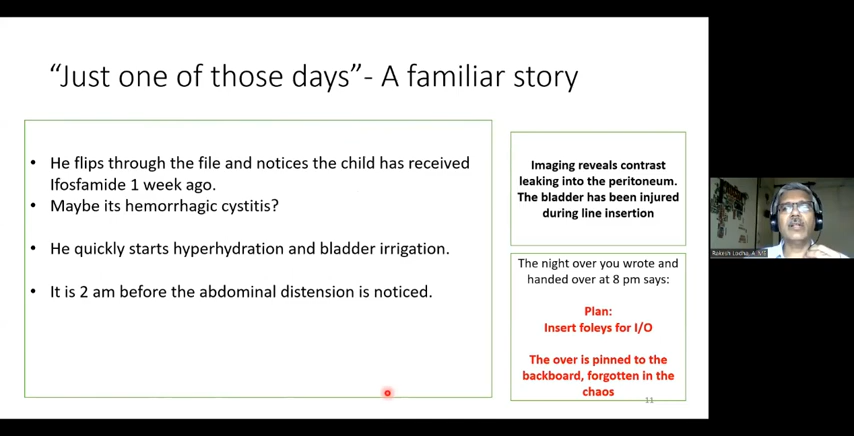 “Just one of those days”- A familiar story
• He flips through the file and notices the child has received
Ifosfamide 1 week ago.
• Maybe its hemorrhagic cystitis?
• He quickly starts hyperhydration and bladder irrigation.
• It is 2 am before the abdominal distension is noticed.
Imaging reveals contrast
leaking into the peritoneum.
The bladder has been injured
during line insertion
The night over you wrote and
handed over at 8 pm says:
Plan:
Insert foleys for I/O
The over is pinned to the
backboard, forgotten in the
chaos
11
Rakesh Lodha,